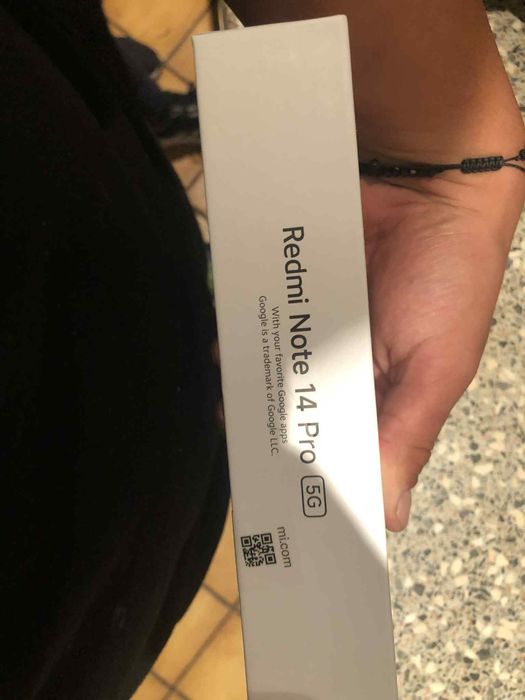 Redmi Note 14 Pro 5G
With your favorite Google apps
Google is a trademark of Google LLC.
mi.com